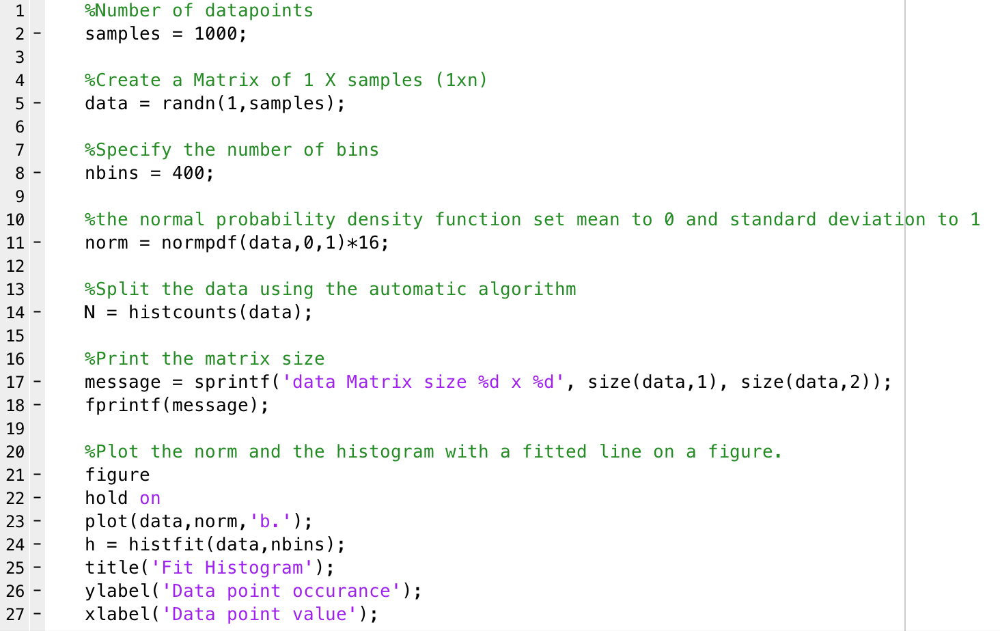 1 %Number of datapoints
2 - samples = 1000;
3
4 %Create a Matrix of 1 X samples (1xn)
5 - data = randn(1,samples);
6
7 %Specify the number of bins
8 - nbins = 400;
9
10 %the normal probability density function set mean to 0 and standard deviation to 1
11 - norm = normpdf(data,0,1)*16;
12
13 %Split the data using the automatic algorithm
14 - N = histcounts(data);
15
16 %Print the matrix size
17 - message = sprintf('data Matrix size %d x %d', size(data,1), size(data,2));
18 - fprintf(message);
19
20 %Plot the norm and the histogram with a fitted line on a figure.
21 - figure
22 - hold on
23 - plot(data,norm,'b.');
24 - h = histfit(data,nbins);
25 - title('Fit Histogram');
26 - ylabel('Data point occurance');
27 - xlabel('Data point value');